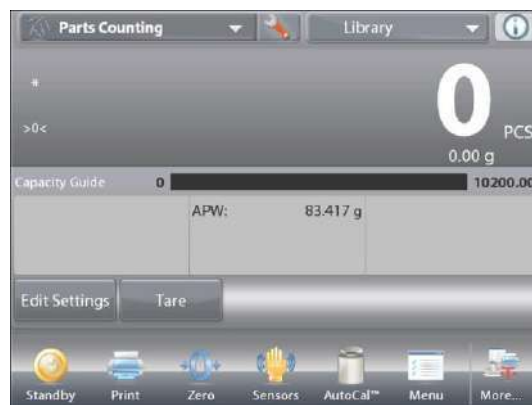 Parts Counting
Library
*
>0<
0
PCS
0.00 g
Capacity Guide 0 10200.00
APW: 83.417 g
Edit Settings Tare
Standby Print Zero Sensors AutoCal™ Menu More...